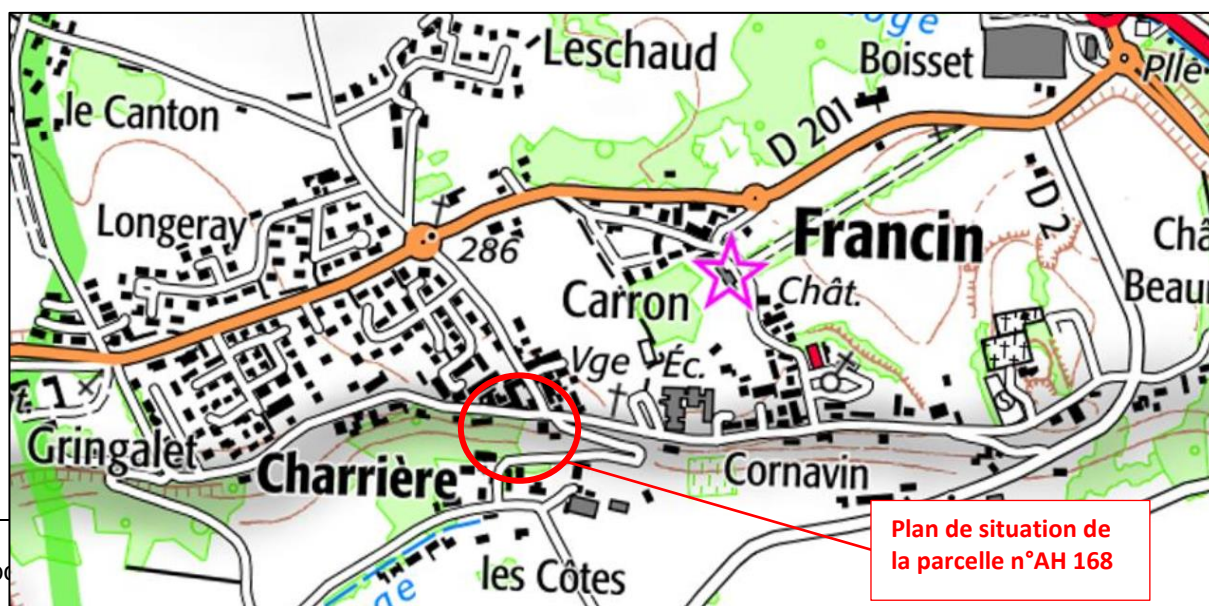 Leschaud
Boisset
Pllé
le Canton
D 201
Longeray
286
Francin
D 2
Carron
Chât.
Vge
Éc.
Gringalet
Charrière
Cornavin
les Côtes
Plan de situation de
la parcelle n°AH 168